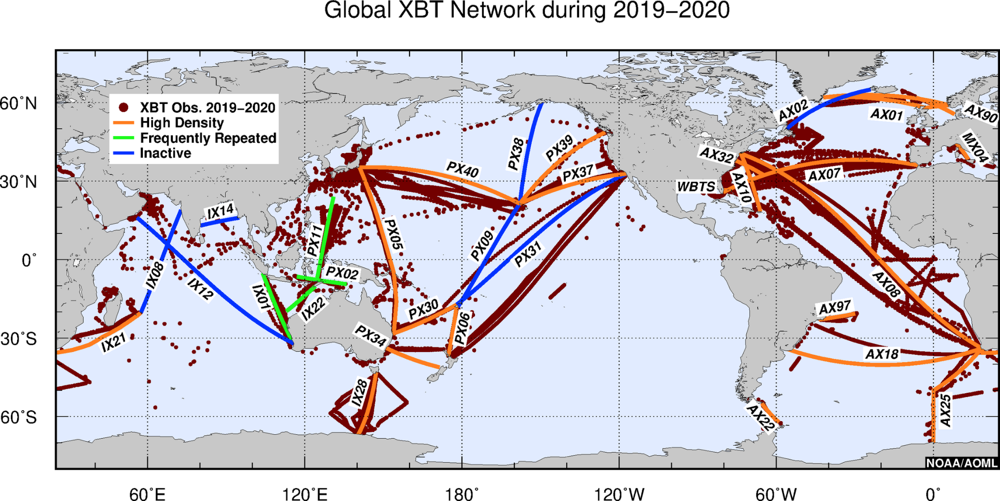 Global XBT Network during 2019−2020
XBT Obs. 2019−2020
High Density
Frequently Repeated
Inactive
60°N
30°N
0°
30°S
60°S
60°E
120°E
180°
120°W
60°W
0°
AX02
AX01
AX90
MX04
AX32
AX07
WBTS
AX10
PX38
PX39
PX40
PX37
IX14
PX05
PX11
PX09
PX31
PX02
IX08
IX12
IX01
IX22
AX08
PX30
AX97
PX06
PX34
IX21
AX18
IX28
AX22
AX25
NOAA/AOML